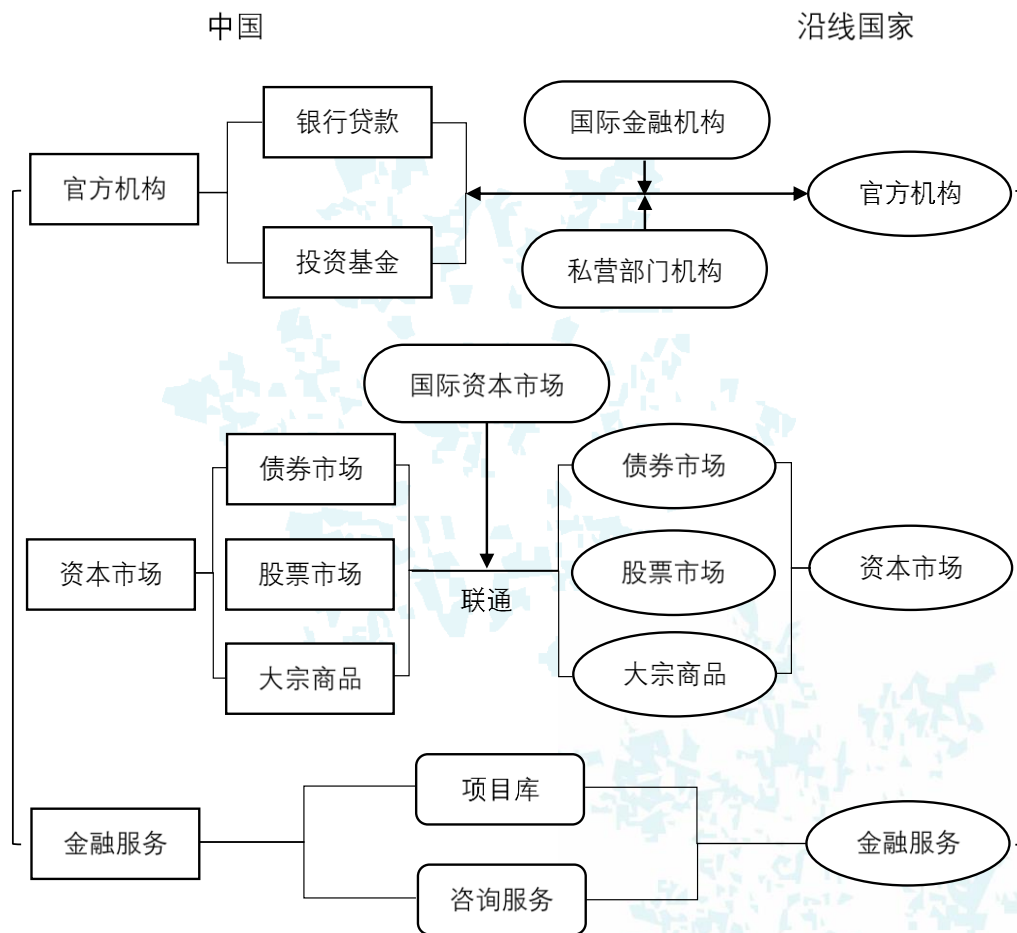 中国
沿线国家
银行贷款
国际金融机构
官方机构
官方机构
投资基金
私营部门机构
国际资本市场
债券市场
债券市场
资本市场
股票市场
联通
股票市场
资本市场
大宗商品
大宗商品
项目库
金融服务
金融服务
咨询服务